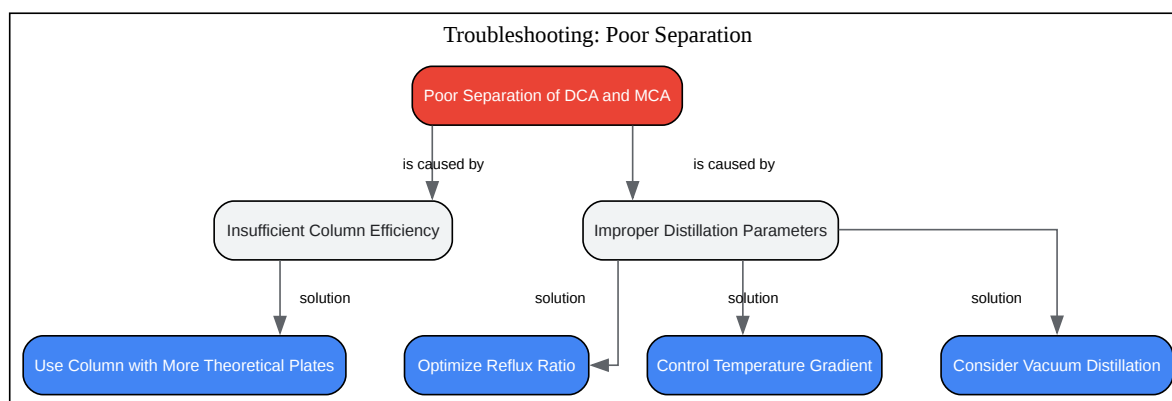 Troubleshooting: Poor Separation
Poor Separation of DCA and MCA
is caused by
is caused by
Insufficient Column Efficiency
Improper Distillation Parameters
solution
solution
solution
solution
Use Column with More Theoretical Plates
Optimize Reflux Ratio
Control Temperature Gradient
Consider Vacuum Distillation